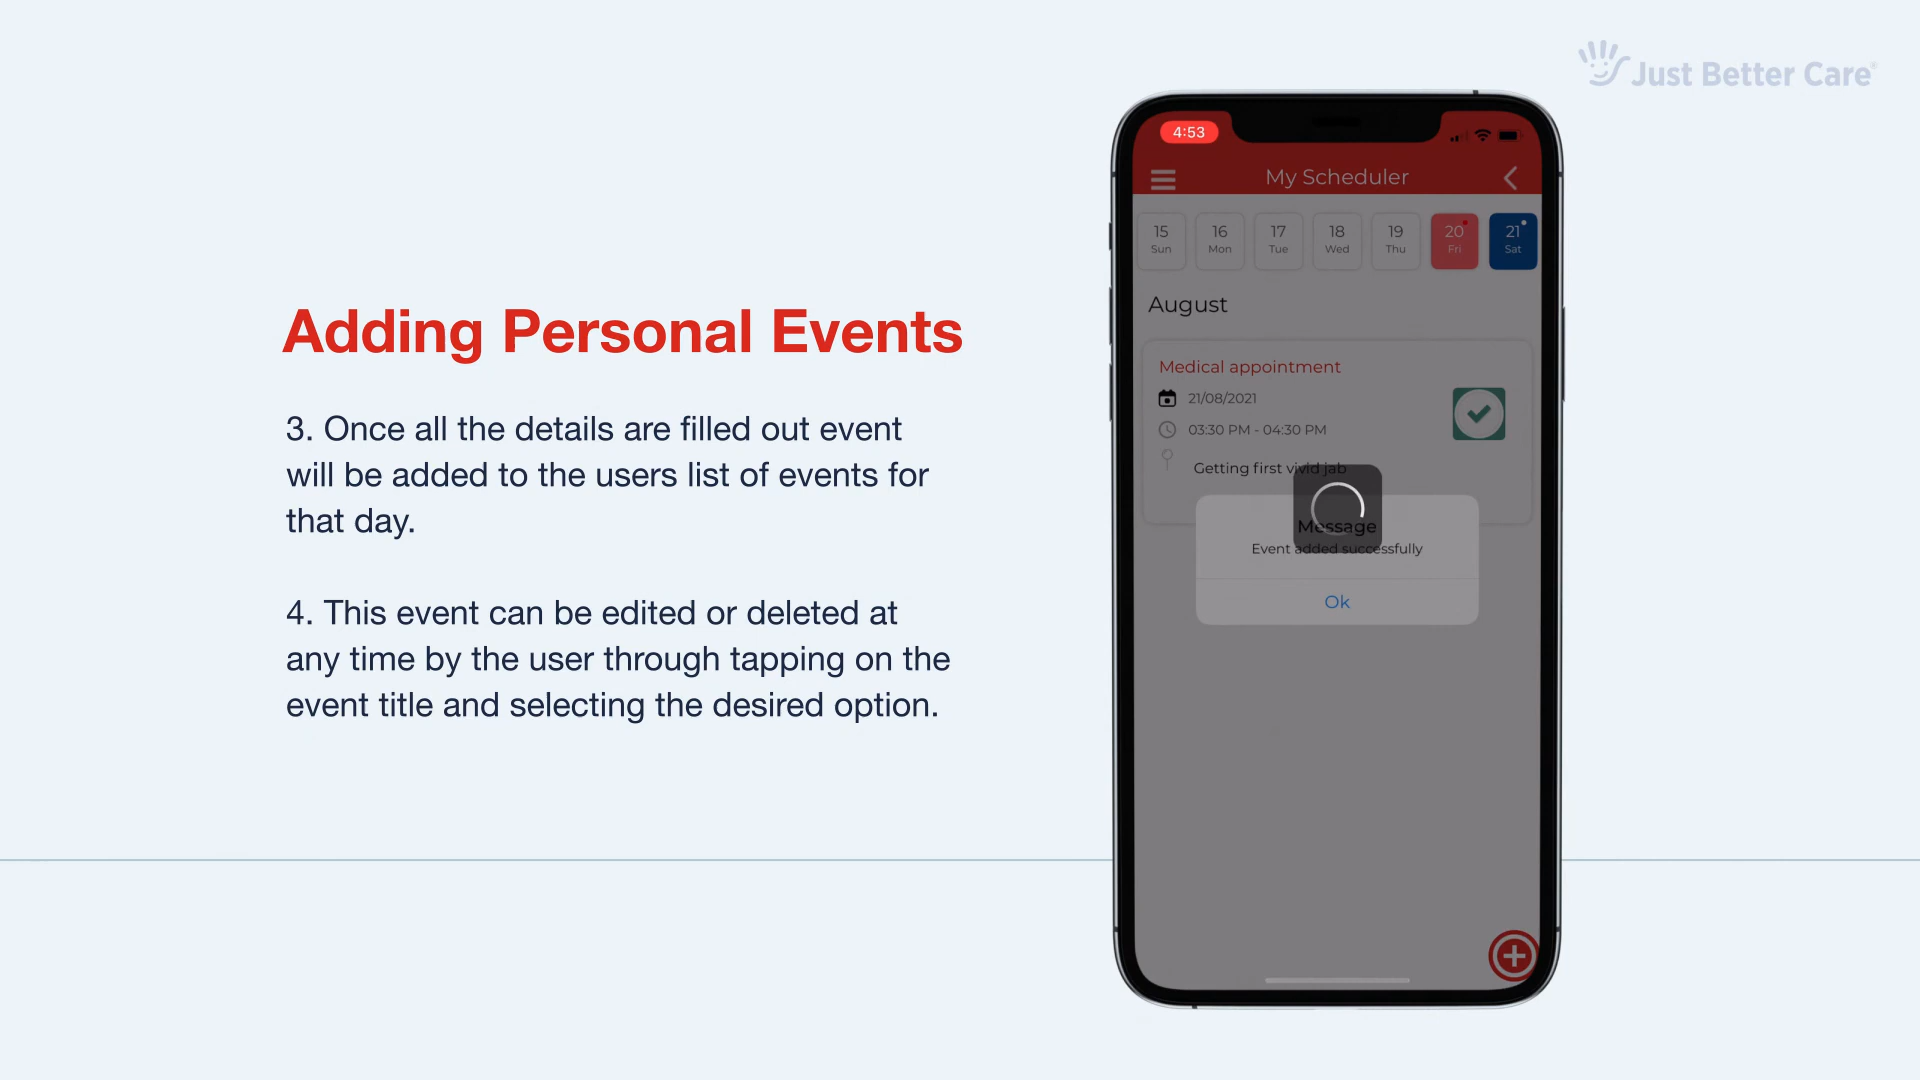 Just Better Care®
Adding Personal Events
3. Once all the details are filled out event
will be added to the users list of events for
that day.
4. This event can be edited or deleted at
any time by the user through tapping on the
event title and selecting the desired option.
4:53
My Scheduler
15 16 17 18 19 20 21
Sun Mon Tue Wed Thu Fri Sat
August
Medical appointment
21/08/2021
03:30 PM - 04:30 PM
Getting first vivid jab
Message
Event added successfully
Ok